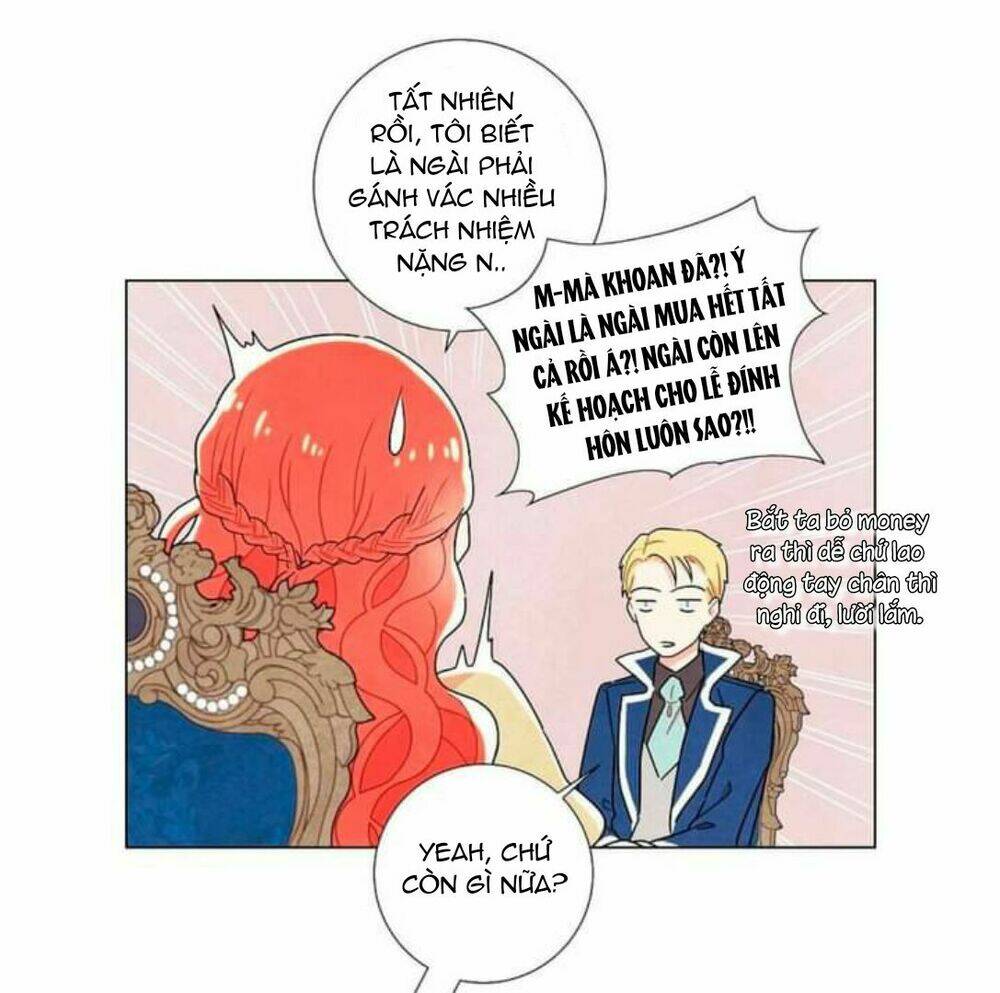 TẤT NHIÊN
RỒI, TÔI BIẾT
LÀ NGÀI PHẢI
GÁNH VÁC NHIỀU
TRÁCH NHIỆM
NẶNG N..
M-MÀ KHOAN ĐÃ?! Ý
NGÀI LÀ NGÀI MUA HẾT TẤT
CẢ RỒI Á?! NGÀI CÒN LÊN
KẾ HOẠCH CHO LỄ ĐÍNH
HÔN LUÔN SAO?!!
Bắt ta bỏ money
ra thì dễ chứ lao
động tay chân thì
nghỉ đi, lười lắm.
YEAH, CHỨ
CÒN GÌ NỮA?